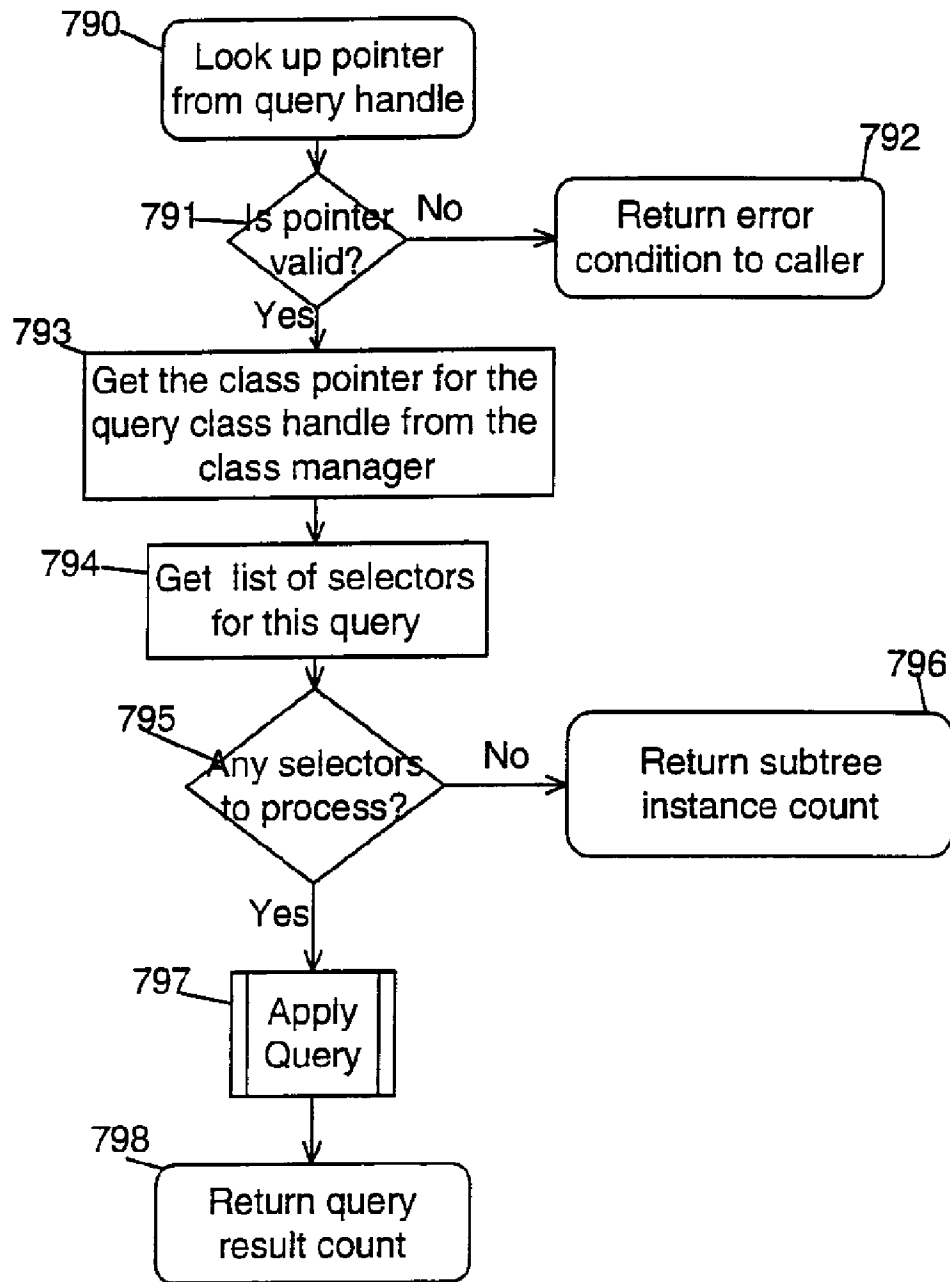 790
Look up pointer
from query handle
792
791
Is pointer
valid?
No
Return error
condition to caller
Yes
793
Get the class pointer for the
query class handle from the
class manager
794
Get list of selectors
for this query
796
795
Any selectors
to process?
No
Return subtree
instance count
Yes
797
Apply
Query
798
Return query
result count